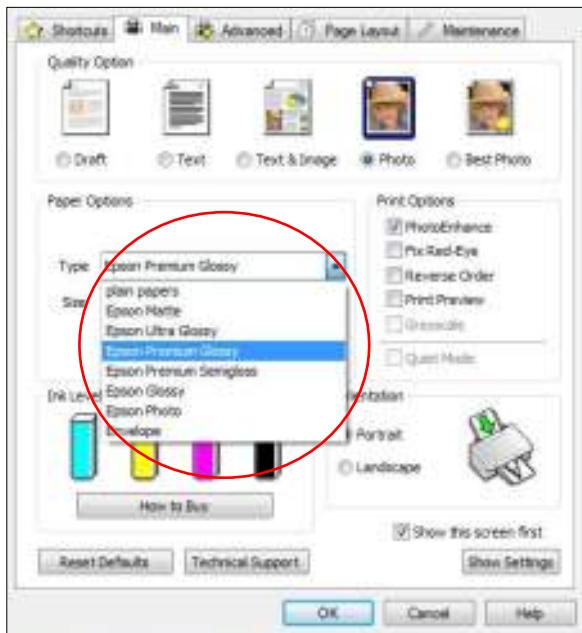 Shortcuts Main Advanced Page Layout Maintenance
Quality Option
Draft Text Text & Image Photo Best Photo
Paper Options
Type Epson Premium Glossy
Size
plain papers
Epson Matte
Epson Ultra Glossy
Epson Premium Glossy
Epson Premium Semigloss
Epson Glossy
Epson Photo
Envelope
Print Options
PhotoEnhance
Fix Red-Eye
Reverse Order
Print Preview
Grayscale
Quiet Mode
Ink Level
How to Buy
Portrait
Landscape
Show this screen first
Reset Defaults Technical Support Show Settings
OK Cancel Help